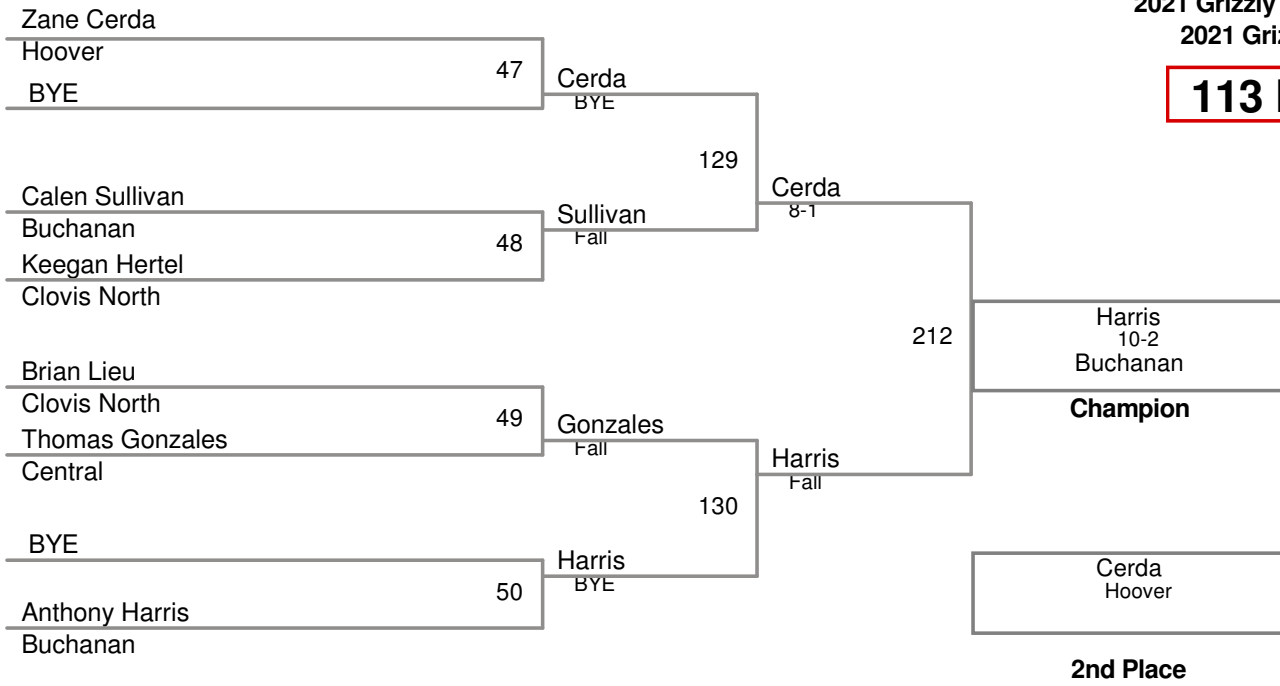 Zane Cerda
Hoover
BYE
47
Cerda
BYE
129
Calen Sullivan
Buchanan
Keegan Hertel
Clovis North
48
Sullivan
Fall
Cerda
8-1
212
Brian Lieu
Clovis North
Thomas Gonzales
Central
49
Gonzales
Fall
130
Harris
Fall
BYE
Anthony Harris
Buchanan
50
Harris
BYE
2021 Grizzly
2021
113
Harris
10-2
Buchanan
Champion
Cerda
Hoover
2nd Place